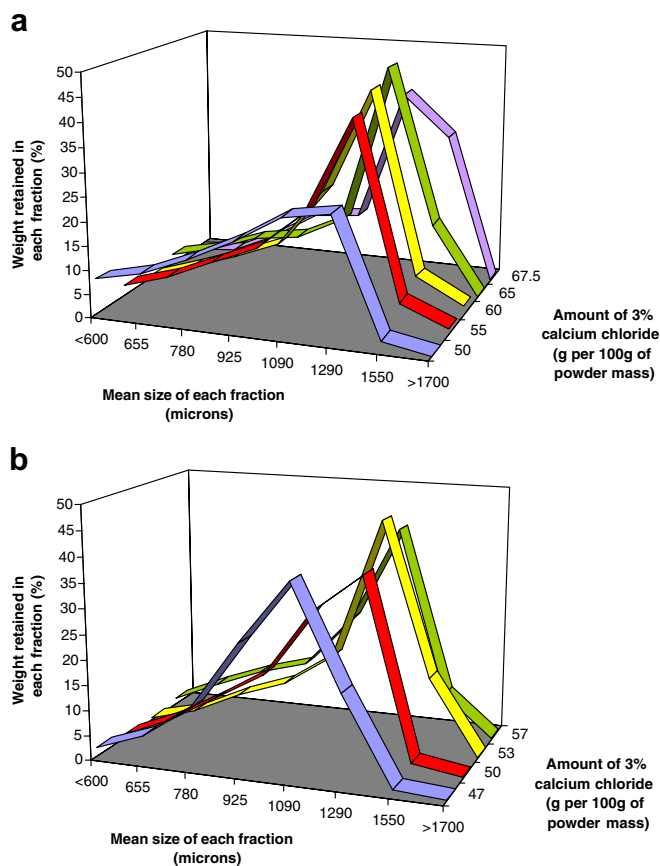 a
50
45
40
35
30
25
20
15
10
5
0
Weight retained in
each fraction (%)
<600 655 780 925 1090 1290 1550 >1700
Mean size of each fraction
(microns)
67.5
65
60
55
50
Amount of 3%
calcium chloride
(g per 100g of
powder mass)
b
50
45
40
35
30
25
20
15
10
5
0
Weight retained in
each fraction (%)
<600 655 780 925 1090 1290 1550 >1700
Mean size of each fraction
(microns)
57
53
50
47
Amount of 3%
calcium chloride
(g per 100g of
powder mass)